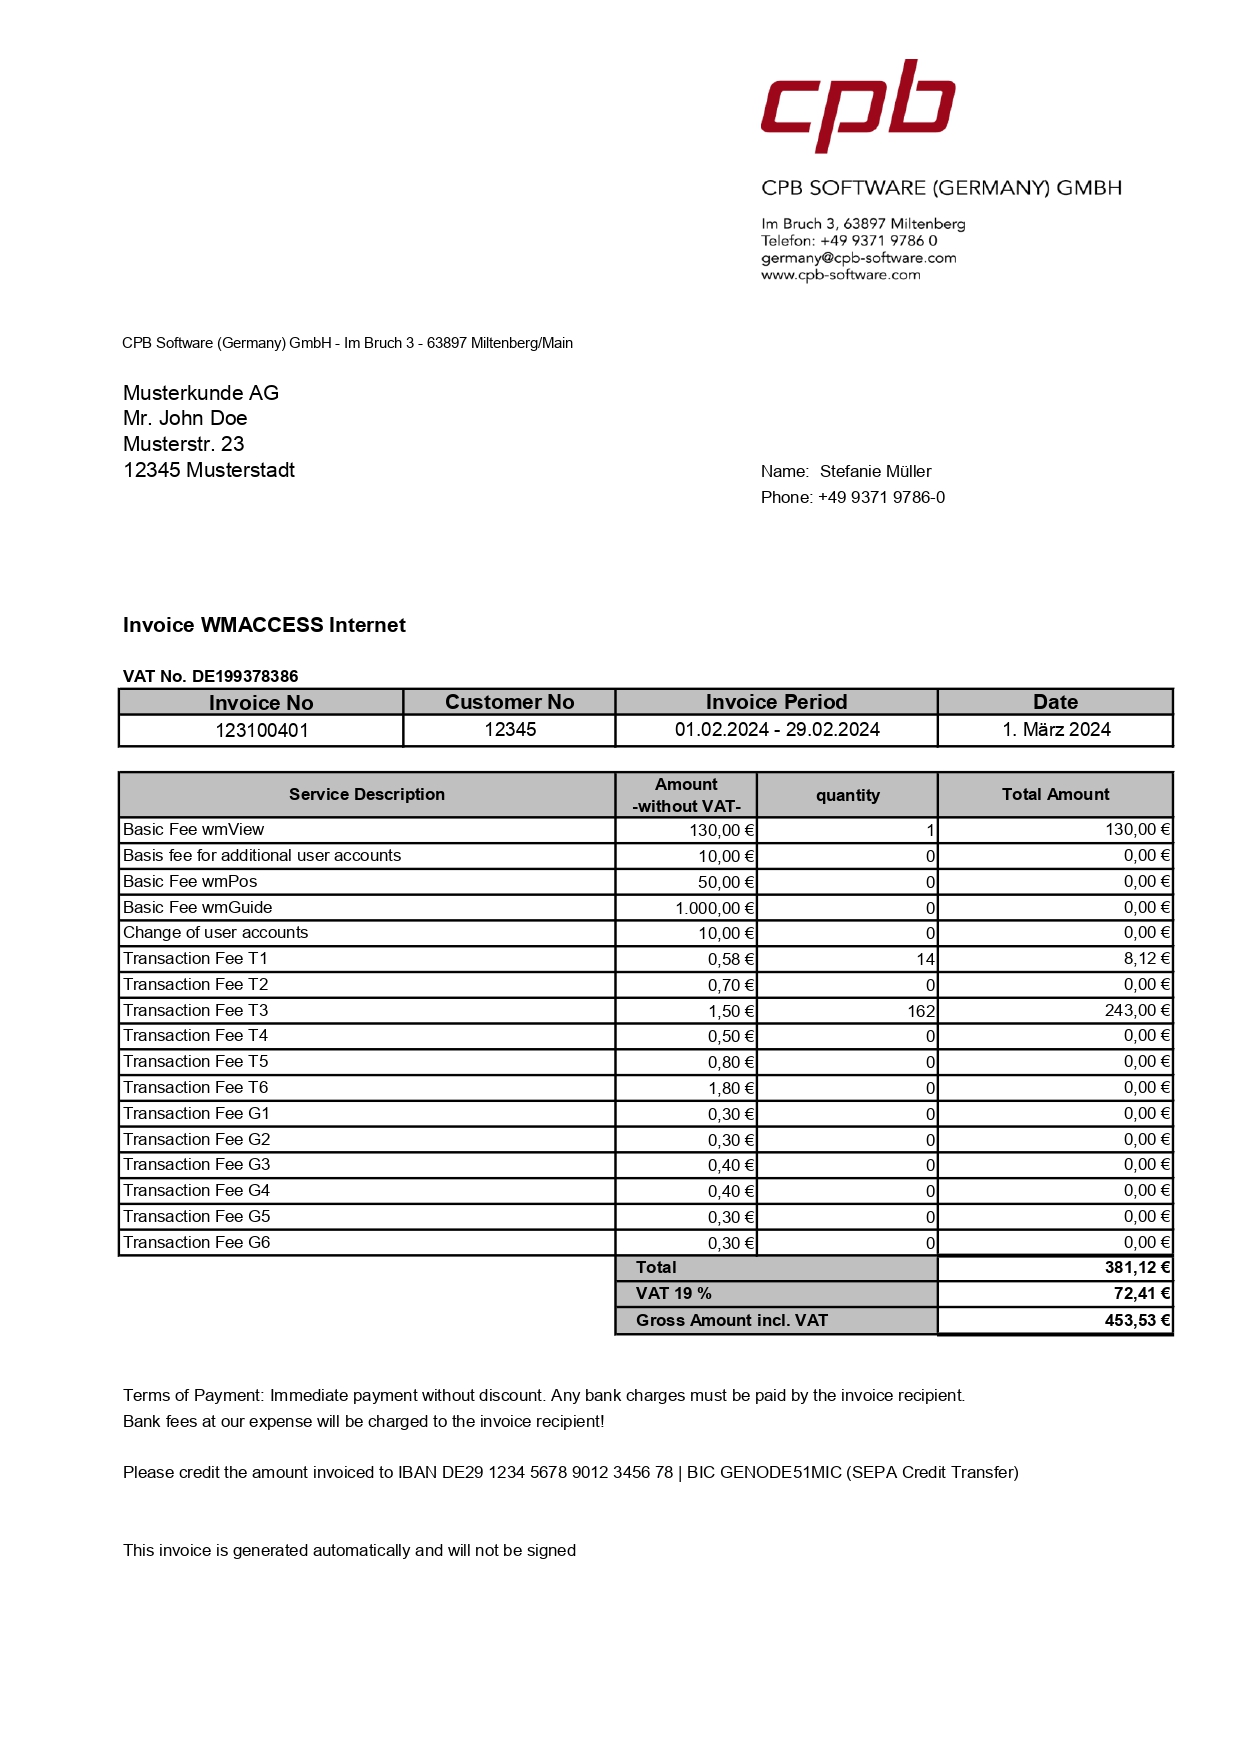 cpb
CPB SOFTWARE (GERMANY) GMBH
Im Bruch 3, 63897 Miltenberg
Telefon: +49 9371 9786 0
germany@cpb-software.com
www.cpb-software.com
CPB Software (Germany) GmbH - Im Bruch 3 - 63897 Miltenberg/Main
Musterkunde AG
Mr. John Doe
Musterstr. 23
12345 Musterstadt
Name: Stefanie Müller
Phone: +49 9371 9786-0
Invoice WMACCESS Internet
VAT No. DE199378386
Invoice No Customer No Invoice Period Date
123100401 12345 01.02.2024 - 29.02.2024 1. März 2024
Service Description Amount -without VAT- quantity Total Amount
Basic Fee wmView 130,00 € 1 130,00 €
Basis fee for additional user accounts 10,00 € 0 0,00 €
Basic Fee wmPos 50,00 € 0 0,00 €
Basic Fee wmGuide 1.000,00 € 0 0,00 €
Change of user accounts 10,00 € 0 0,00 €
Transaction Fee T1 0,58 € 14 8,12 €
Transaction Fee T2 0,70 € 0 0,00 €
Transaction Fee T3 1,50 € 162 243,00 €
Transaction Fee T4 0,50 € 0 0,00 €
Transaction Fee T5 0,80 € 0 0,00 €
Transaction Fee T6 1,80 € 0 0,00 €
Transaction Fee G1 0,30 € 0 0,00 €
Transaction Fee G2 0,30 € 0 0,00 €
Transaction Fee G3 0,40 € 0 0,00 €
Transaction Fee G4 0,40 € 0 0,00 €
Transaction Fee G5 0,30 € 0 0,00 €
Transaction Fee G6 0,30 € 0 0,00 €
Total 381,12 €
VAT 19 % 72,41 €
Gross Amount incl. VAT 453,53 €
Terms of Payment: Immediate payment without discount. Any bank charges must be paid by the invoice recipient.
Bank fees at our expense will be charged to the invoice recipient!
Please credit the amount invoiced to IBAN DE29 1234 5678 9012 3456 78 | BIC GENODE51MIC (SEPA Credit Transfer)
This invoice is generated automatically and will not be signed